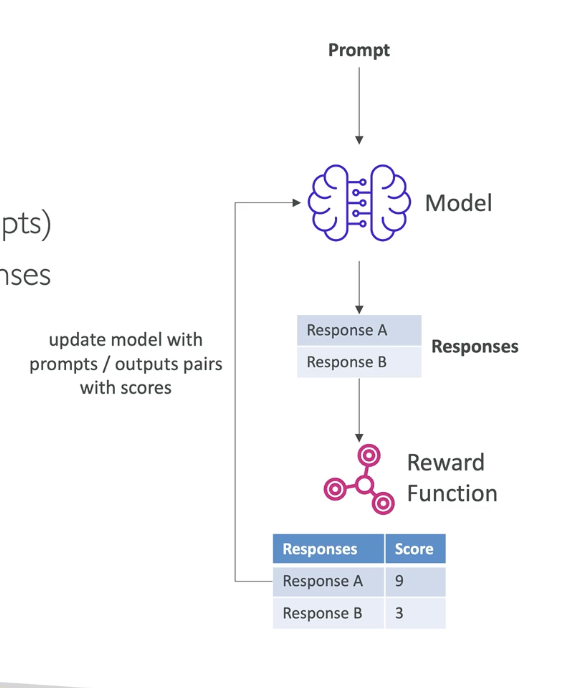 Prompt
Model
pts)
nses
update model with
prompts / outputs pairs
with scores
Response A
Response B
Responses
Reward
Function
Responses Score
Response A 9
Response B 3